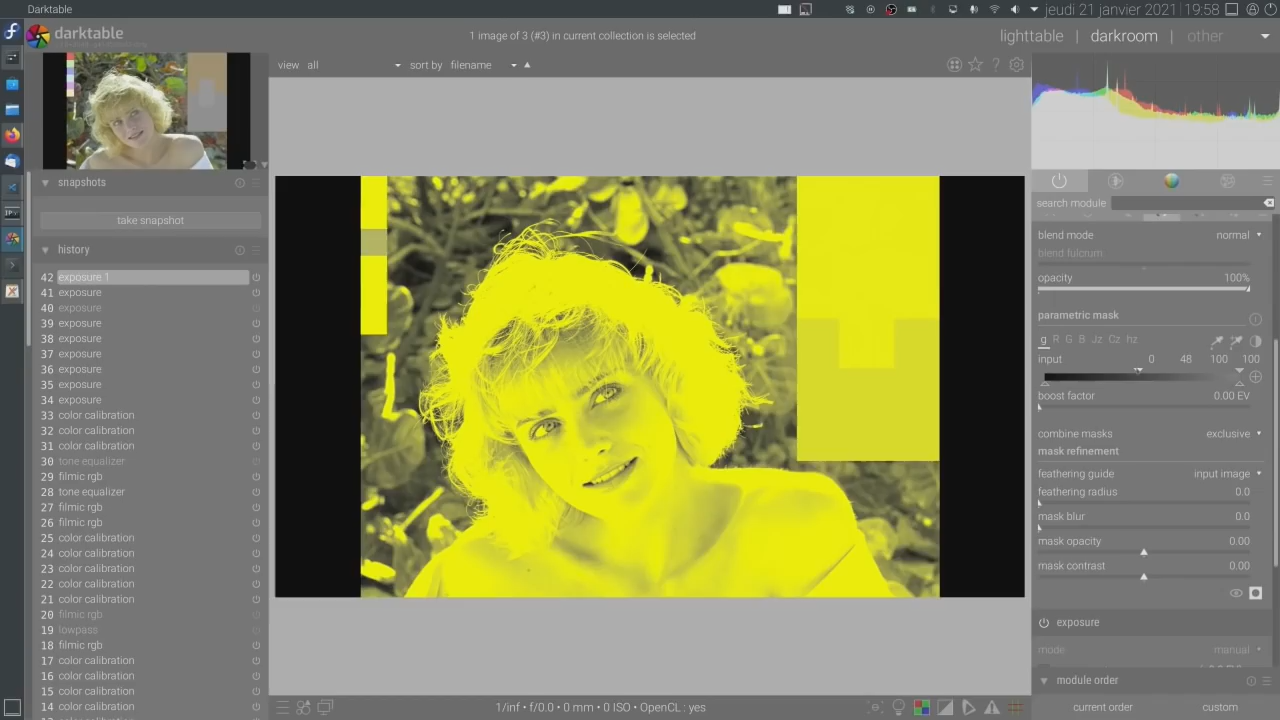 Darktable
jeudi 21 janvier 2021 | 19:58
darktable
1 image of 3 (#3) in current collection is selected
lighttable | darkroom | other
view all
sort by filename
snapshots
take snapshot
history
42 exposure 1
41 exposure
40 exposure
39 exposure
38 exposure
37 exposure
36 exposure
35 exposure
34 exposure
33 color calibration
32 color calibration
31 color calibration
30 tone equalizer
29 filmic rgb
28 tone equalizer
27 filmic rgb
26 filmic rgb
25 color calibration
24 color calibration
23 color calibration
22 color calibration
21 color calibration
20 filmic rgb
19 lowpass
18 filmic rgb
17 color calibration
16 color calibration
15 color calibration
14 color calibration
1/inf • f/0.0 • 0 mm • 0 ISO • OpenCL : yes
search module
blend mode normal
blend fulcrum
opacity 100%
parametric mask
g R G B Jz Cz hz
input 0 48 100 100
boost factor 0.00 EV
combine masks exclusive
mask refinement
feathering guide input image
feathering radius 0.0
mask blur 0.0
mask opacity 0.00
mask contrast 0.00
exposure
mode manual
module order
current order custom